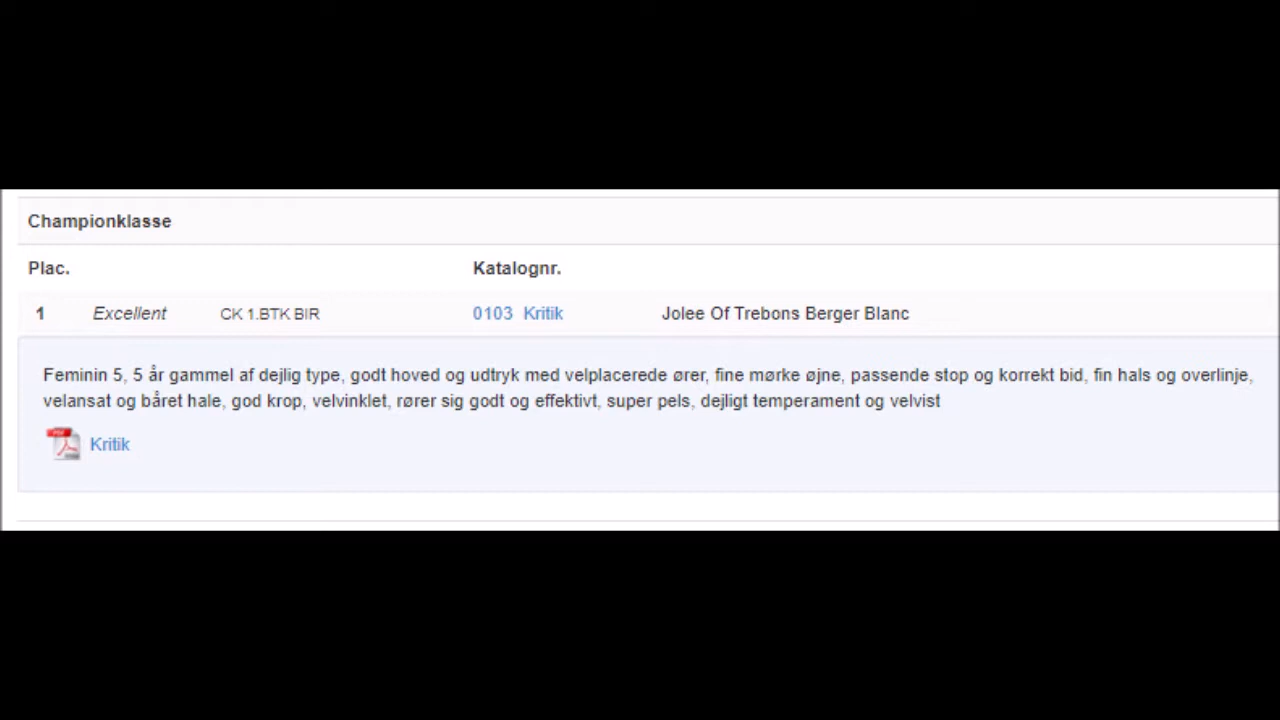 Championklasse
Plac. Katalognr.
1 Excellent CK 1.BTK BIR 0103 Kritik Jolee Of Trebons Berger Blanc
Feminin 5, 5 år gammel af dejlig type, godt hoved og udtryk med velplacerede ører, fine mørke øjne, passende stop og korrekt bid, fin hals og overlinje,
velansat og båret hale, god krop, velvinklet, rører sig godt og effektivt, super pels, dejligt temperament og velvist
Kritik